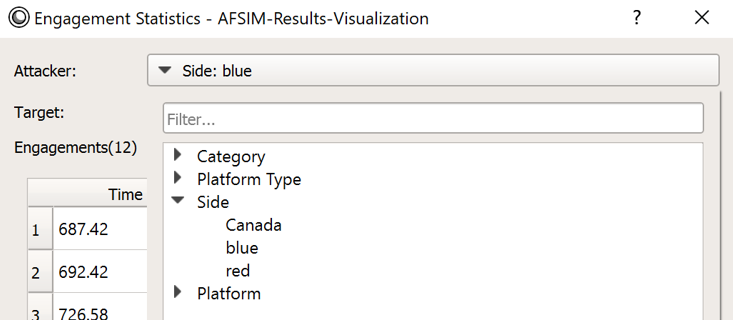 Engagement Statistics - AFSIM-Results-Visualization ? ✕
Attacker: Side: blue
Target:
Filter...
Engagements(12)
Category
Platform Type
Side
Canada
blue
red
Platform
Time
1 687.42
2 692.42
3 726.58